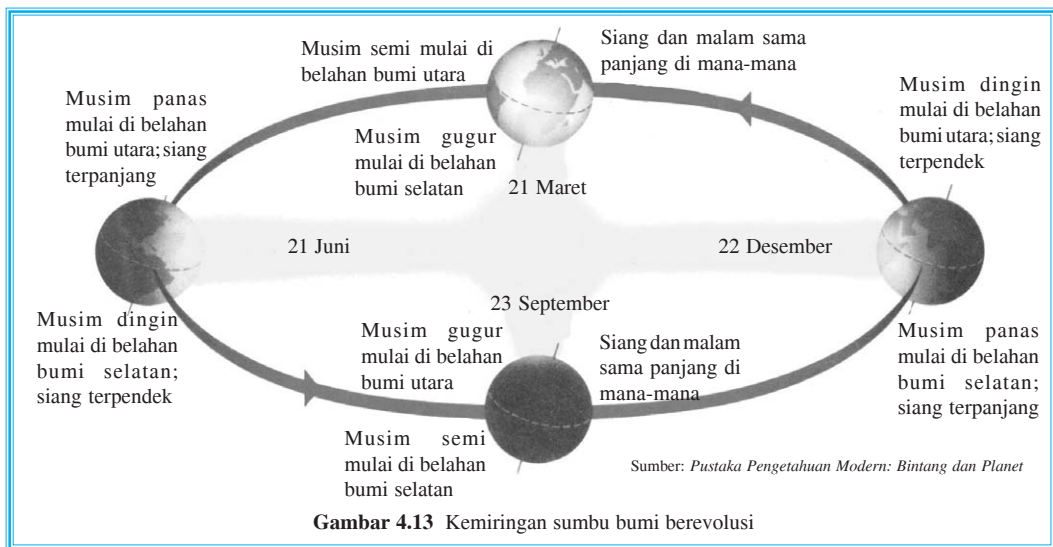 Musim semi mulai di
belahan bumi utara
Siang dan malam sama
panjang di mana-mana
Musim panas
mulai di belahan
bumi utara; siang
terpanjang
Musim dingin
mulai di belahan
bumi utara; siang
terpendek
Musim gugur
mulai di belahan
bumi selatan
21 Maret
21 Juni
22 Desember
23 September
Musim dingin
mulai di belahan
bumi selatan;
siang terpendek
Musim gugur
mulai di belahan
bumi utara
Siang dan malam
sama panjang di
mana-mana
Musim panas
mulai di belahan
bumi selatan;
siang terpanjang
Musim semi
mulai di belahan
bumi selatan
Sumber: Pustaka Pengetahuan Modern: Bintang dan Planet
Gambar 4.13 Kemiringan sumbu bumi berevolusi